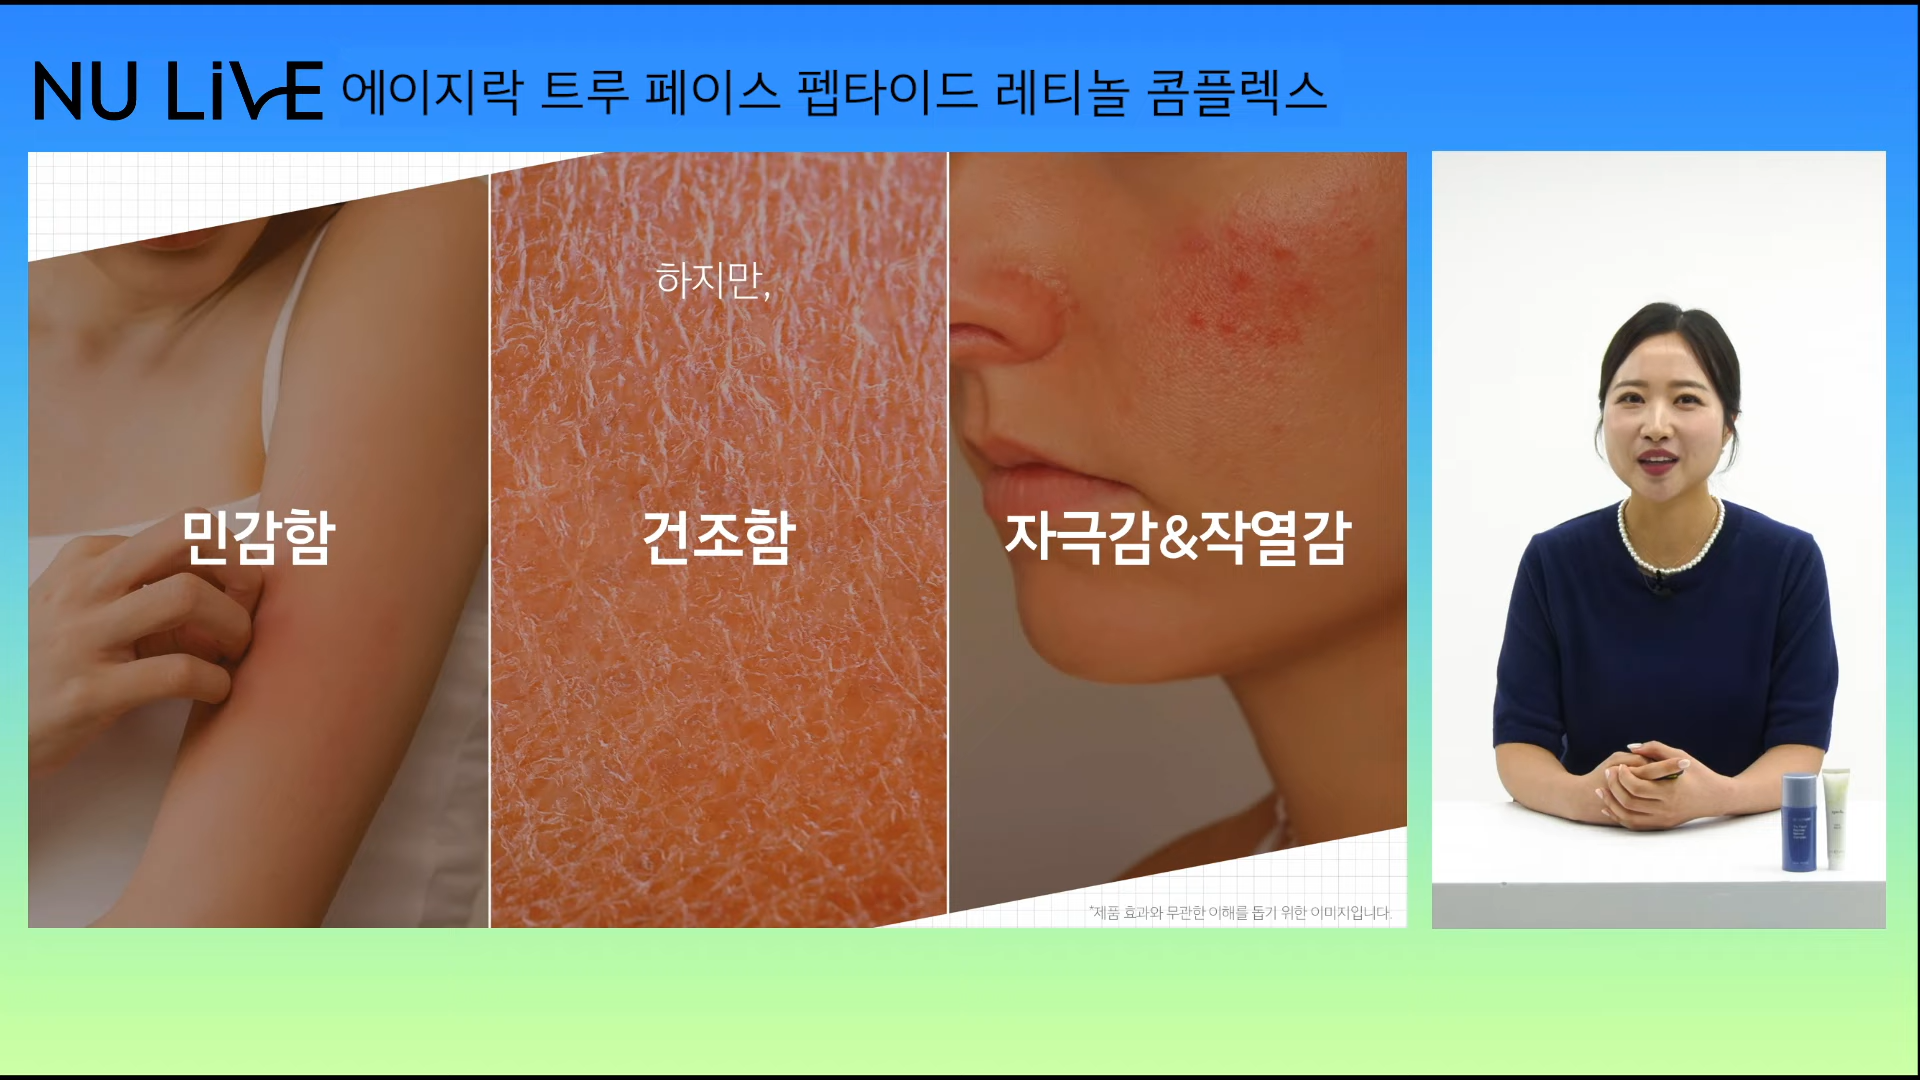 NU LiVE 에이지락 트루 페이스 펩타이드 레티놀 콤플렉스
하지만,
민감함
건조함
자극감&작열감
*제품 효과와 무관한 이해를 돕기 위한 이미지입니다.